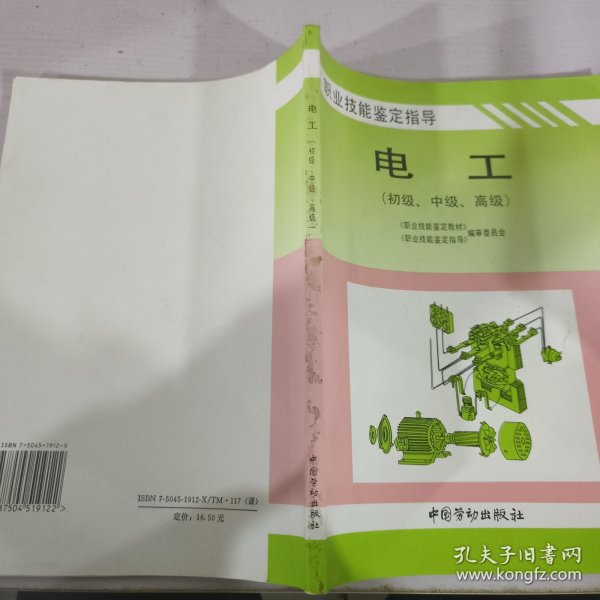 职业技能鉴定指导
电工
(初级、中级、高级)
《职业技能鉴定教材》
《职业技能鉴定指导》
编审委员会
中国劳动出版社
电工
(初级、中级、高级)
中国劳动出版社
ISBN 7-5045-1912-X
87504519122>
ISBN 7-5045-1912-X/TM·117(课)
定价:16.50元
孔夫子旧书网
www.kongfz.com